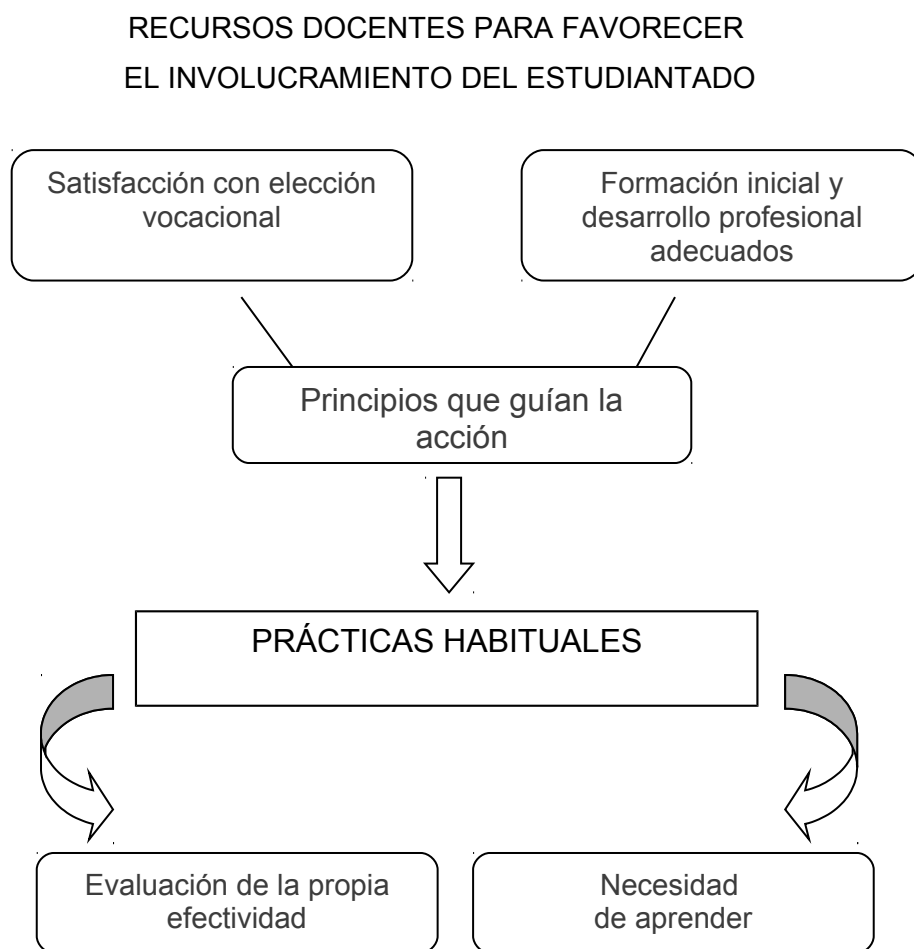 RECURSOS DOCENTES PARA FAVORECER
EL INVOLUCRAMIENTO DEL ESTUDIANTADO
Satisfacción con elección
vocacional
Formación inicial y
desarrollo profesional
adecuados
Principios que guían la
acción
PRÁCTICAS HABITUALES
Evaluación de la propia
efectividad
Necesidad
de aprender